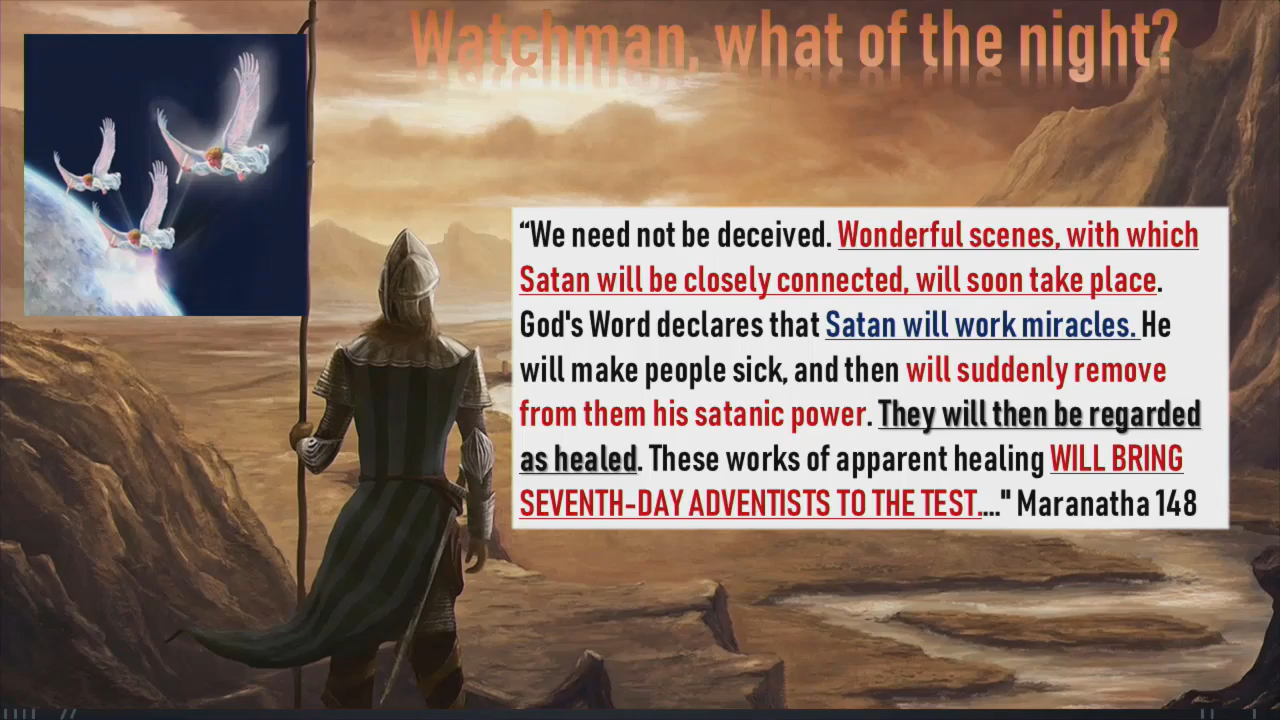 Watchman, what of the night?
“We need not be deceived. Wonderful scenes, with which
Satan will be closely connected, will soon take place.
God's Word declares that Satan will work miracles. He
will make people sick, and then will suddenly remove
from them his satanic power. They will then be regarded
as healed. These works of apparent healing WILL BRING
SEVENTH-DAY ADVENTISTS TO THE TEST...." Maranatha 148